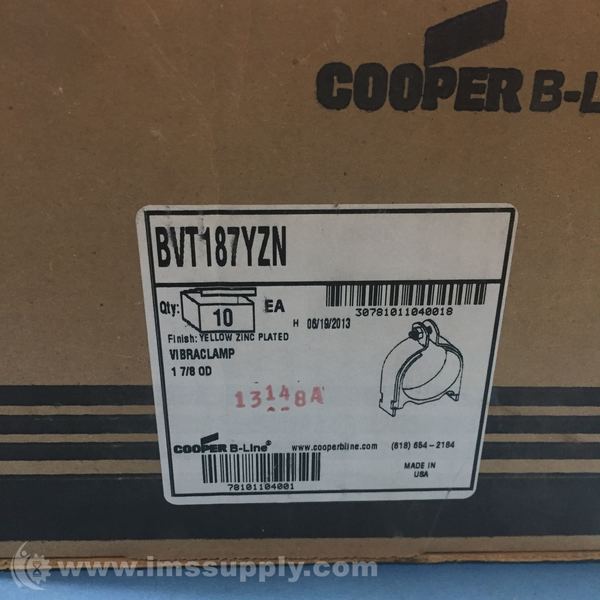 COOPER B-L
BVT187YZN
Qty: 10 EA
30781011040018
H 06/19/2013
Finish: YELLOW ZINC PLATED
VIBRACLAMP
1 7/8 OD
13148A
COOPER B-Line®
www.cooperbline.com
(618) 654-2184
MADE IN
USA
78101104001
© www.imssupply.com